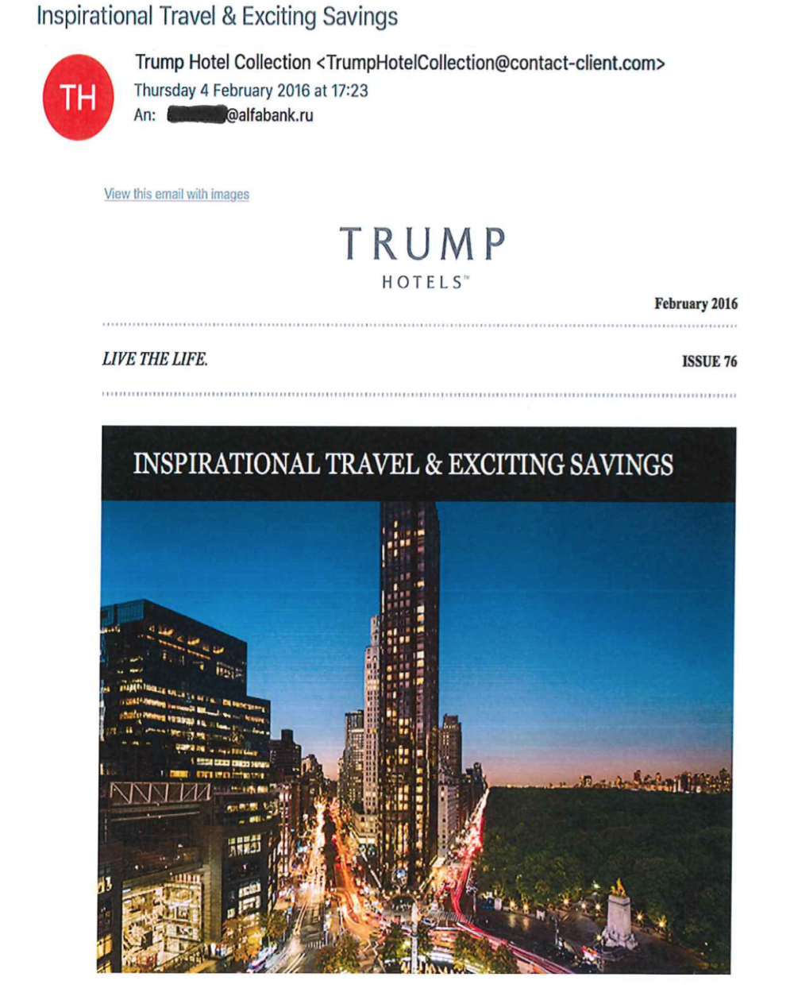 Inspirational Travel & Exciting Savings
TH
Trump Hotel Collection <TrumpHotelCollection@contact-client.com>
Thursday 4 February 2016 at 17:23
An: @alfabank.ru
View this email with images
TRUMP
HOTELS™
February 2016
LIVE THE LIFE.
ISSUE 76
INSPIRATIONAL TRAVEL & EXCITING SAVINGS